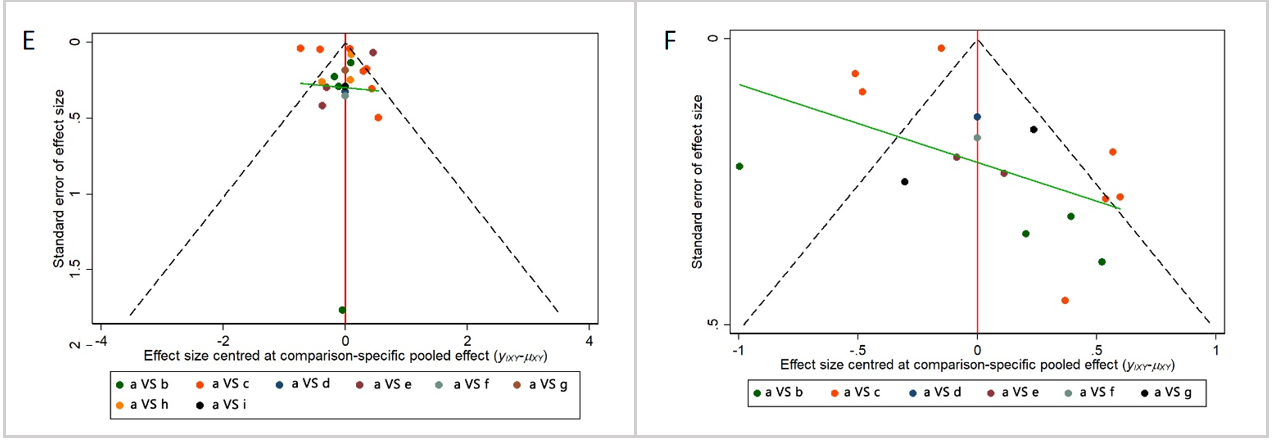 E
0
.5
1
1.5
2
Standard error of effect size
-4
-2
0
2
4
Effect size centred at comparison-specific pooled effect (yiXY-μXY)
a VS b
a VS c
a VS d
a VS e
a VS f
a VS g
a VS h
a VS i
F
0
.5
Standard error of effect size
-1
-.5
0
.5
1
Effect size centred at comparison-specific pooled effect (yiXY-μXY)
a VS b
a VS c
a VS d
a VS e
a VS f
a VS g